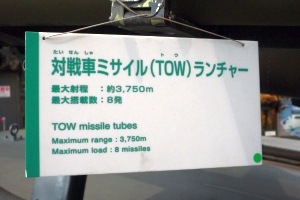 たい せん しゃ トウ
対戦車ミサイル(TOW)ランチャー
最大射程 : 約3,750m
最大搭載数 : 8発
TOW missile tubes
Maximum range : 3,750m
Maximum load : 8 missiles